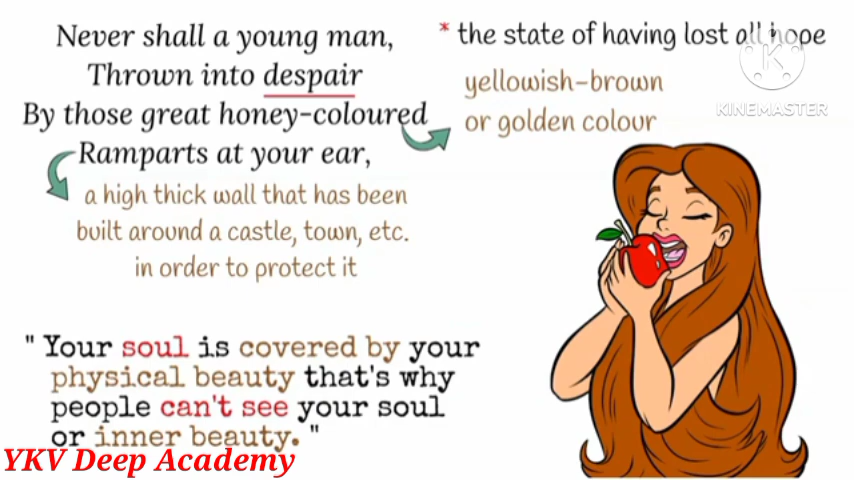 Never shall a young man,
Thrown into despair
By those great honey-coloured
Ramparts at your ear,
* the state of having lost all hope
yellowish-brown
or golden colour
K
KINEMASTER
a high thick wall that has been
built around a castle, town, etc.
in order to protect it
" Your soul is covered by your
physical beauty that's why
people can't see your soul
or inner beauty. "
YKV Deep Academy